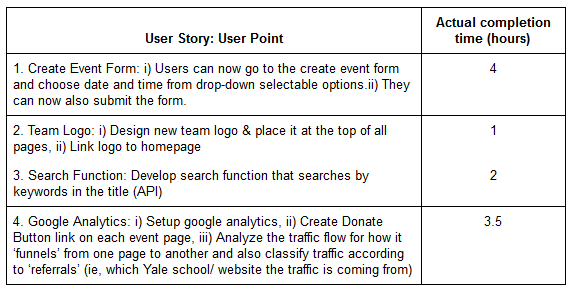 User Story: User Point
Actual completion
time (hours)
1. Create Event Form: i) Users can now go to the create event form
and choose date and time from drop-down selectable options.ii) They
can now also submit the form.
4
2. Team Logo: i) Design new team logo & place it at the top of all
pages, ii) Link logo to homepage
1
3. Search Function: Develop search function that searches by
keywords in the title (API)
2
4. Google Analytics: i) Setup google analytics, ii) Create Donate
Button link on each event page, iii) Analyze the traffic flow for how it
‘funnels’ from one page to another and also classify traffic according
to ‘referrals’ (ie, which Yale school/ website the traffic is coming from)
3.5